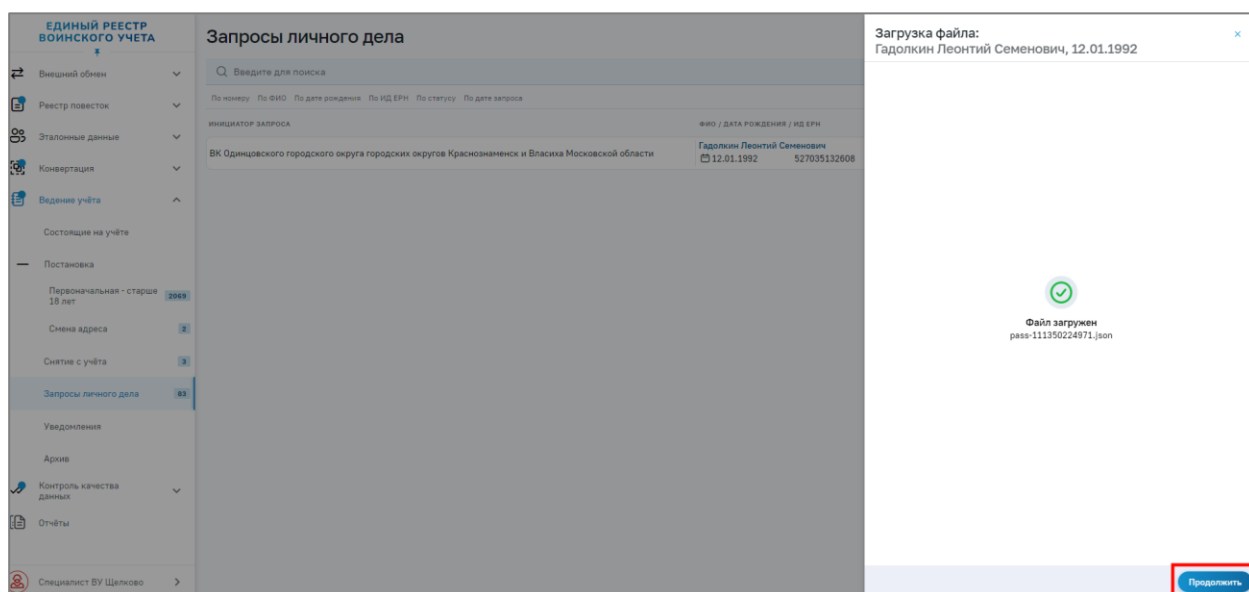 ЕДИНЫЙ РЕЕСТР
ВОИНСКОГО УЧЕТА
Внешний обмен
Реестр повесток
Эталонные данные
Конвертация
Ведение учёта
Состоящие на учёте
Постановка
Первоначальная - старше 2069
18 лет
Смена адреса 2
Снятие с учёта 3
Запросы личного дела 83
Уведомления
Архив
Контроль качества
данных
Отчёты
Специалист ВУ Щелково
Запросы личного дела
Введите для поиска
По номеру По ФИО По дате рождения По ИД ЕРН По статусу По дате запроса
ИНИЦИАТОР ЗАПРОСА ФИО / ДАТА РОЖДЕНИЯ / ИД ЕРН
ВК Одинцовского городского округа городских округов Краснознаменск и Власиха Московской области
Гадолкин Леонтий Семенович
12.01.1992 527035132608
Загрузка файла:
Гадолкин Леонтий Семенович, 12.01.1992
Файл загружен
pass-111350224971.json
Продолжить